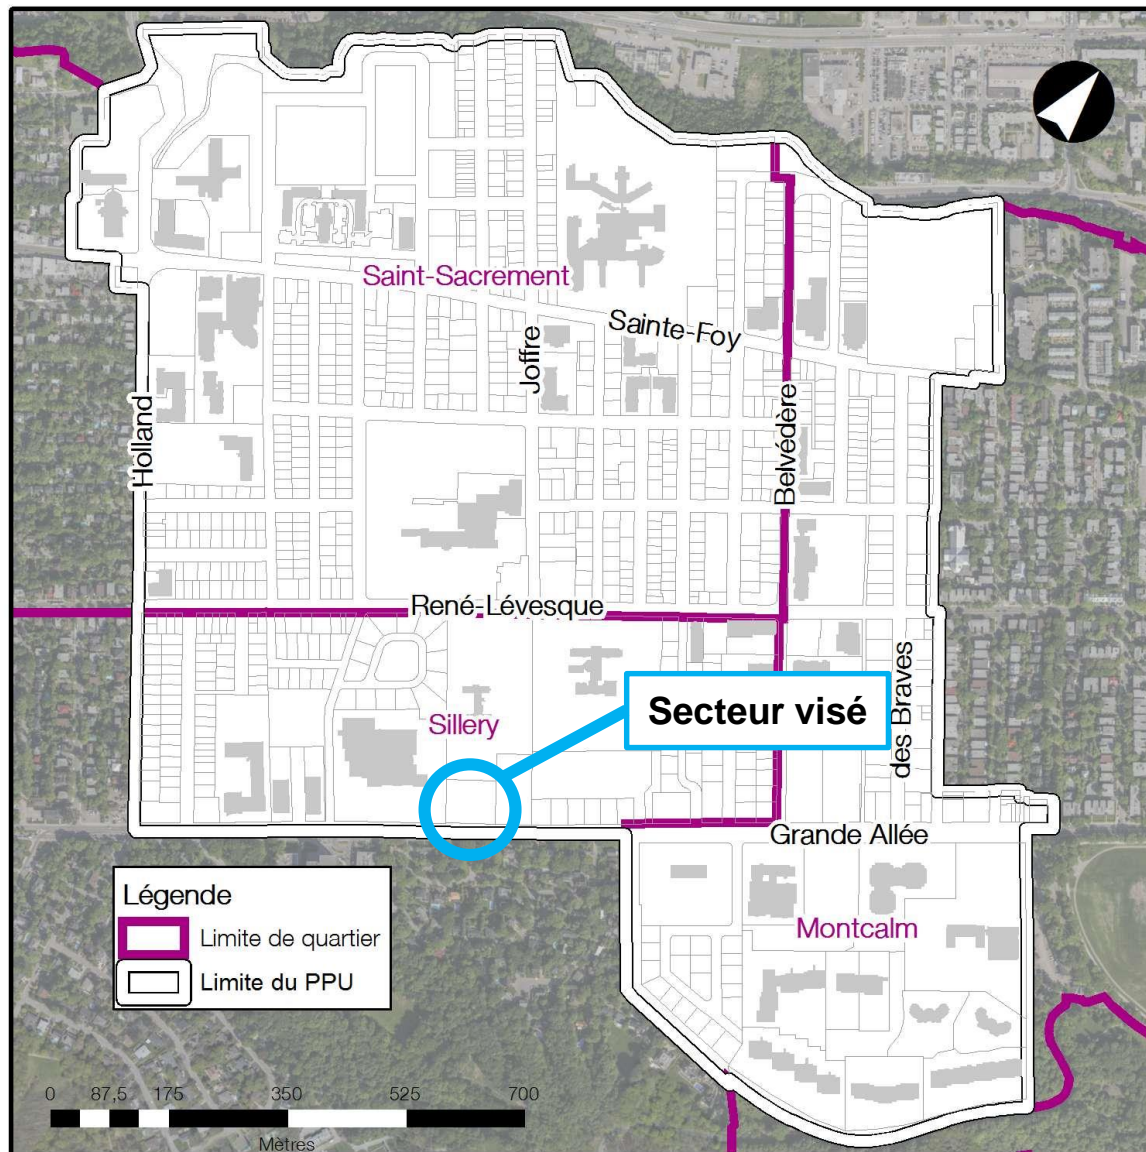 Saint-Sacrement
Sainte-Foy
Joffre
Holland
Belvédère
René-Lévesque
Secteur visé
Sillery
des Braves
Grande Allée
Montcalm
Légende
Limite de quartier
Limite du PPU
0 87,5 175 350 525 700
Mètres